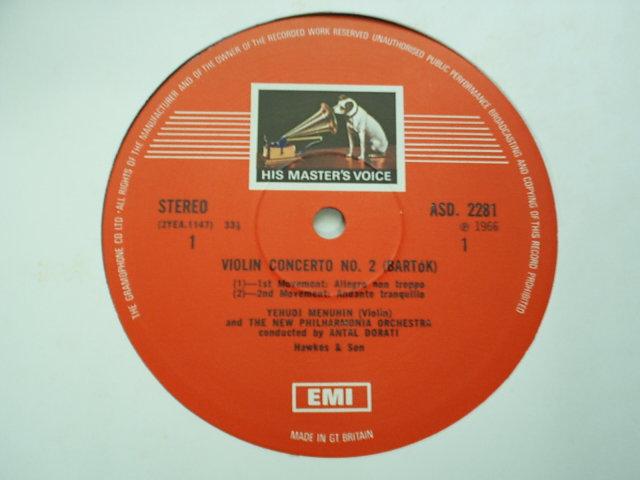 THE GRAMOPHONE CO LTD · ALL RIGHTS OF THE MANUFACTURER AND OF THE OWNER OF THE RECORDED WORK RESERVED UNAUTHORISED PUBLIC PERFORMANCE BROADCASTING AND COPYING OF THIS RECORD PROHIBITED
HIS MASTER'S VOICE
STEREO
(2YEA.1147) 33⅓
1
ASD. 2281
℗ 1966
1
VIOLIN CONCERTO NO. 2 (BARTóK)
(1)—1st Movement: Allegro non troppo
(2)—2nd Movement: Andante tranquillo
YEHUDI MENUHIN (Violin)
and THE NEW PHILHARMONIA ORCHESTRA
conducted by ANTAL DORATI
Hawkes & Son
EMI
MADE IN GT BRITAIN